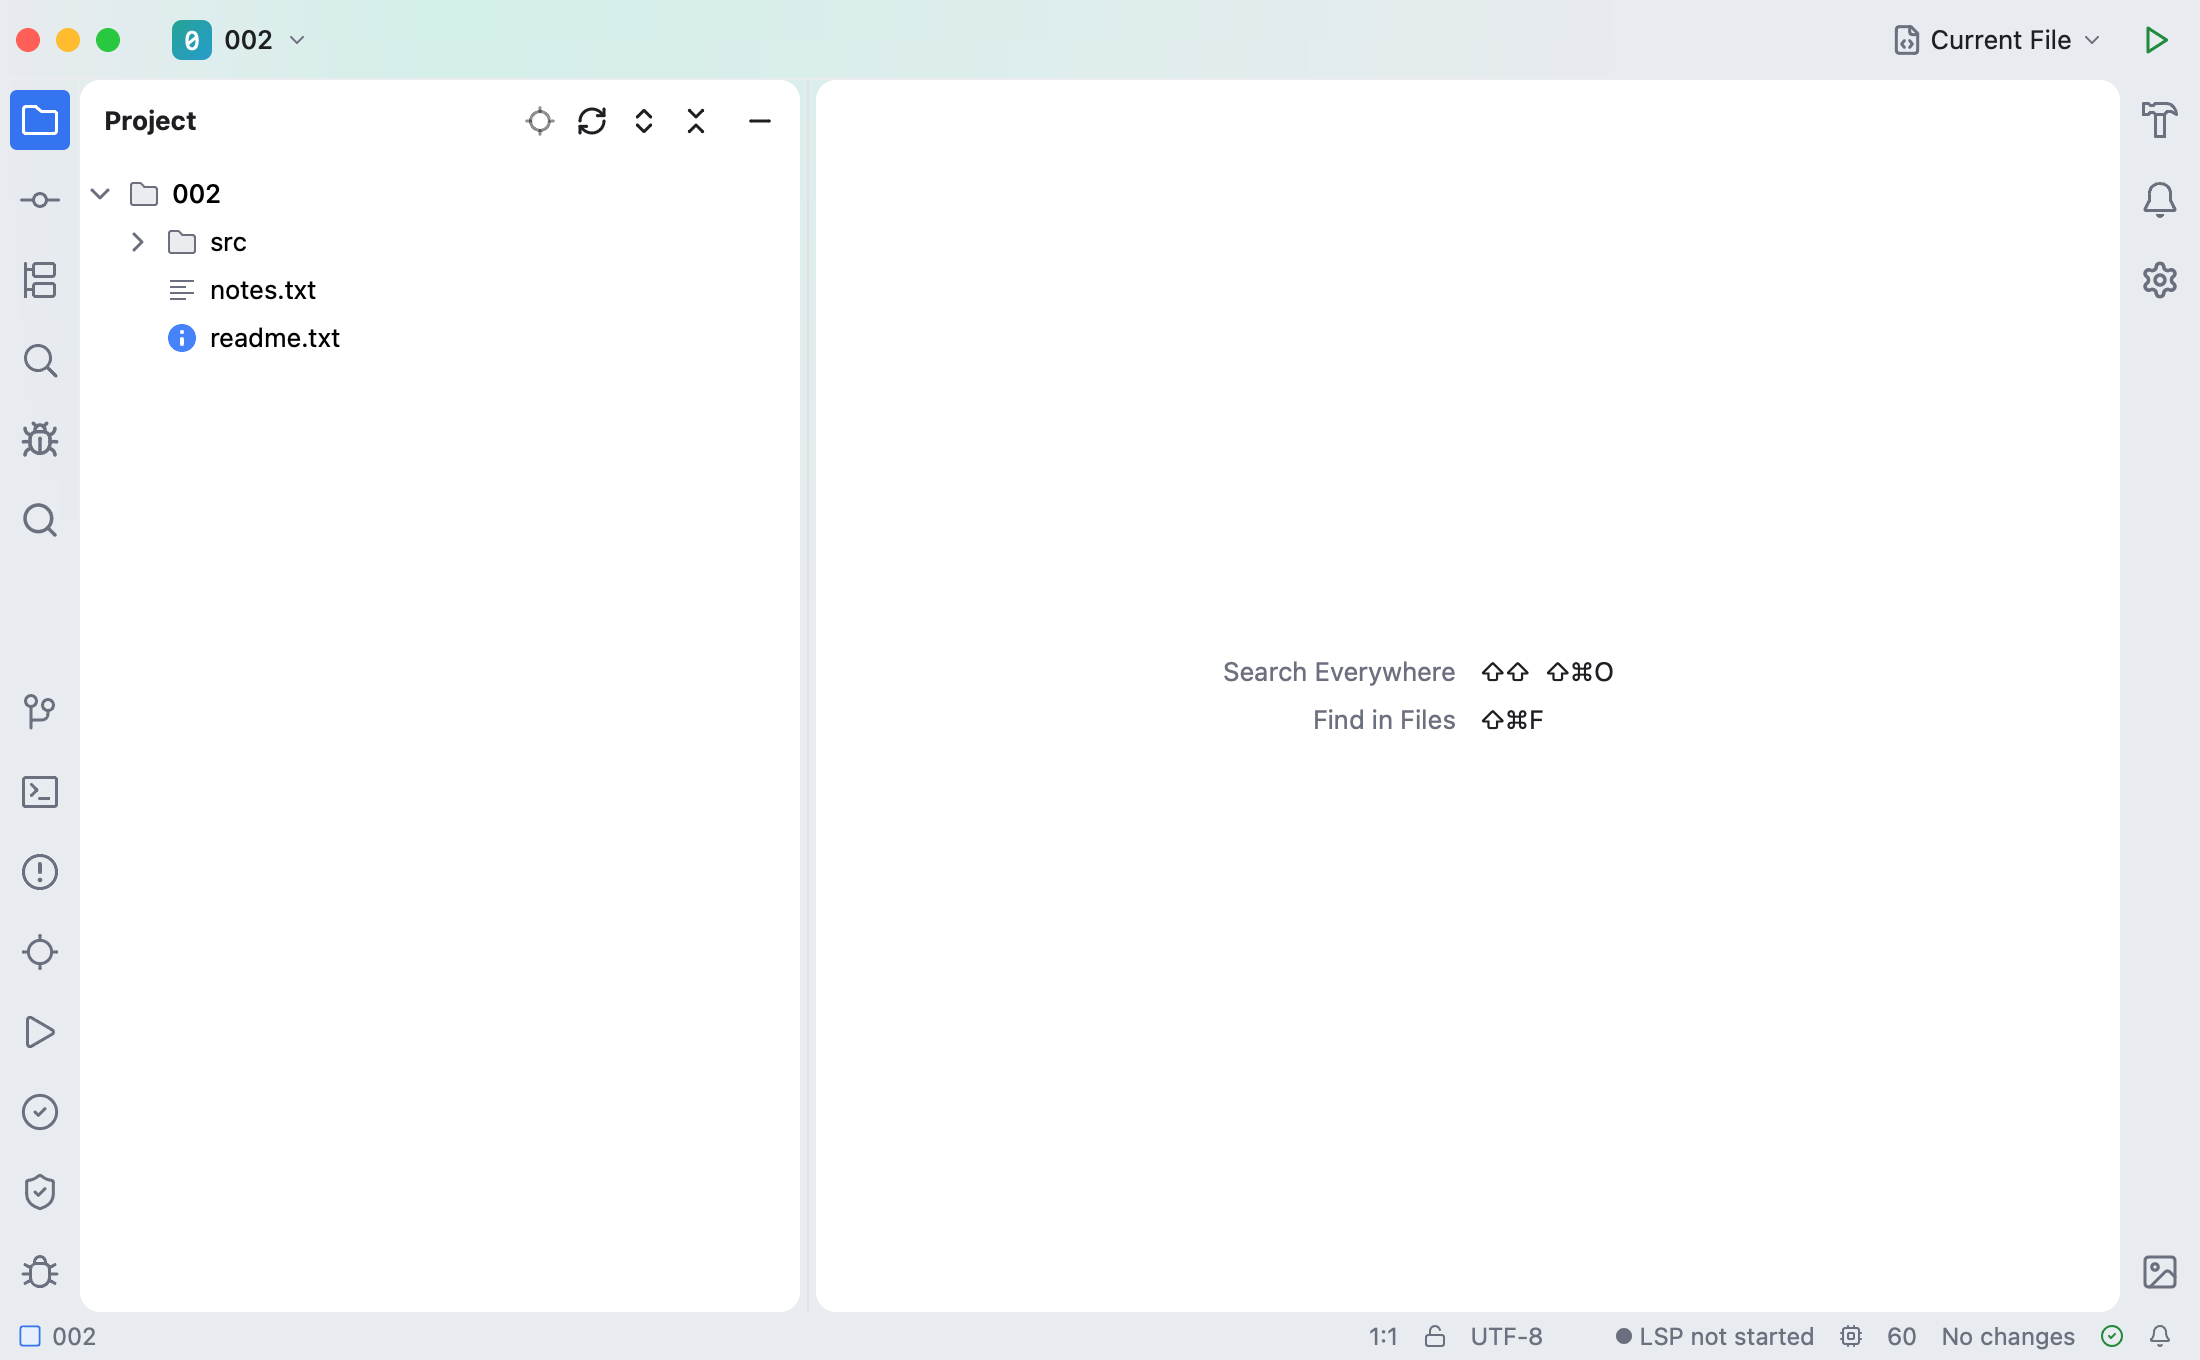 0 002
Current File
Project
002
src
notes.txt
readme.txt
Search Everywhere ⇧⇧ ⇧⌘O
Find in Files ⇧⌘F
002
1:1 UTF-8 LSP not started 60 No changes